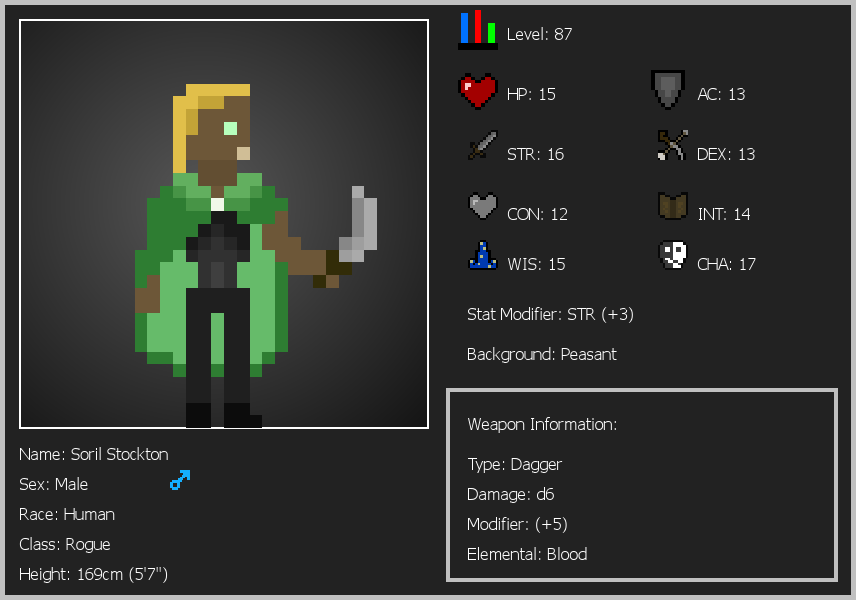 Level: 87
HP: 15
AC: 13
STR: 16
DEX: 13
CON: 12
INT: 14
WIS: 15
CHA: 17
Stat Modifier: STR (+3)
Background: Peasant
Weapon Information:
Type: Dagger
Damage: d6
Modifier: (+5)
Elemental: Blood
Name: Soril Stockton
Sex: Male
Race: Human
Class: Rogue
Height: 169cm (5'7")